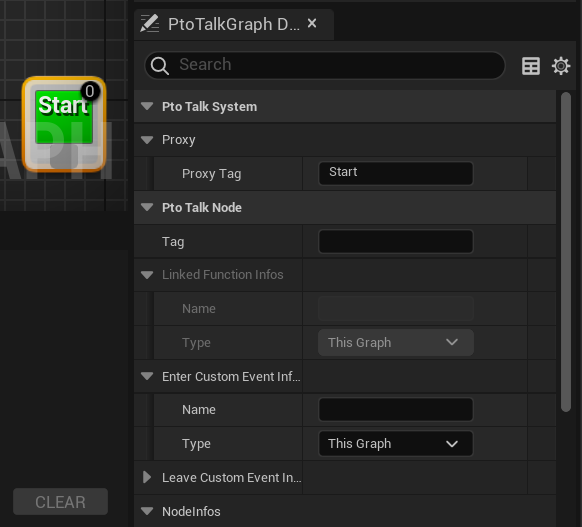 PtoTalkGraph D...
Search
0
Start
APH
Pto Talk System
Proxy
Proxy Tag
Start
Pto Talk Node
Tag
Linked Function Infos
Name
Type
This Graph
Enter Custom Event Inf...
Name
Type
This Graph
Leave Custom Event In...
CLEAR
NodeInfos